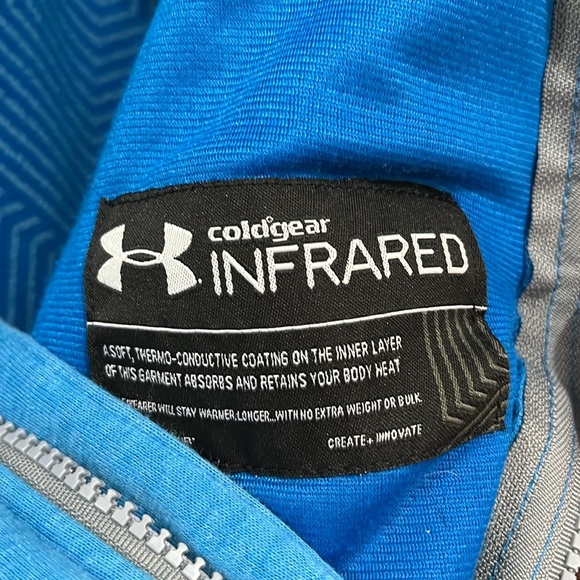 coldgear
INFRARED
A SOFT, THERMO-CONDUCTIVE COATING ON THE INNER LAYER
OF THIS GARMENT ABSORBS AND RETAINS YOUR BODY HEAT
WILL STAY WARMER, LONGER...WITH NO EXTRA WEIGHT OR BULK.
CREATE + INNOVATE